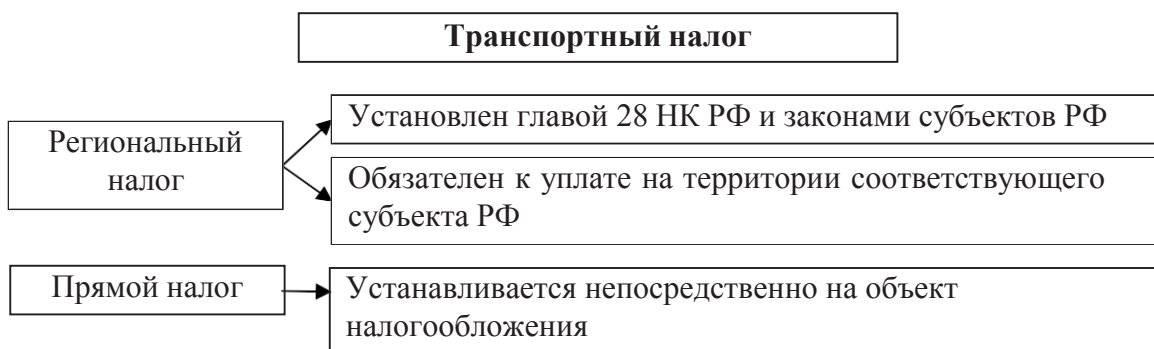 Транспортный налог
Региональный
налог
Установлен главой 28 НК РФ и законами субъектов РФ
Обязателен к уплате на территории соответствующего
субъекта РФ
Прямой налог
Устанавливается непосредственно на объект
налогообложения